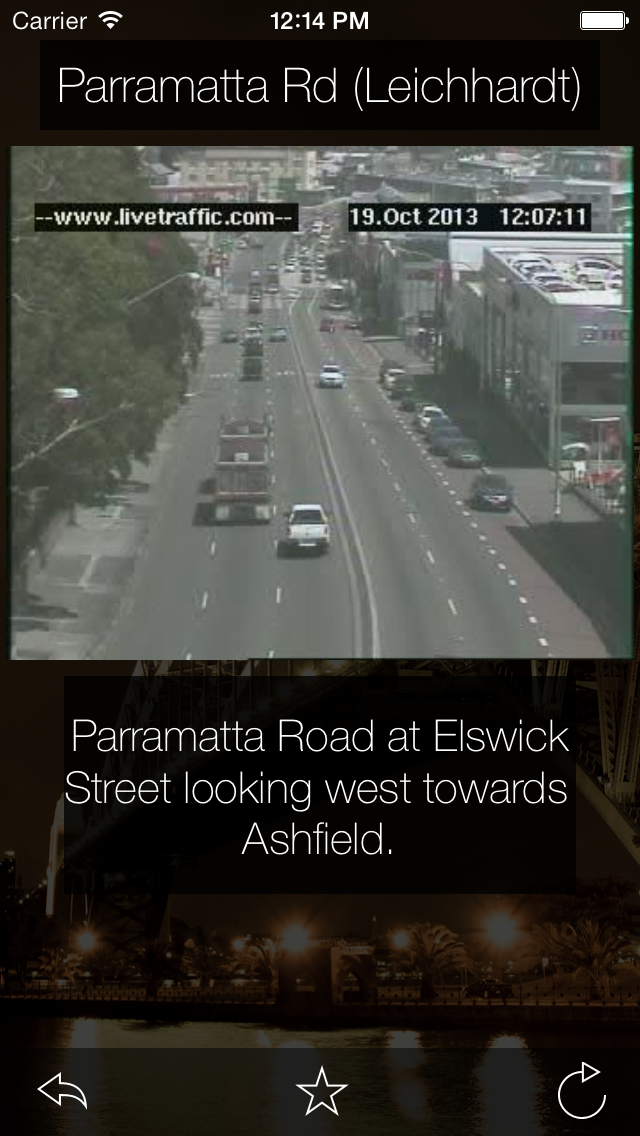 Carrier 12:14 PM
Parramatta Rd (Leichhardt)
--www.livetraffic.com-- 19.Oct 2013 12:07:11
Parramatta Road at Elswick
Street looking west towards
Ashfield.